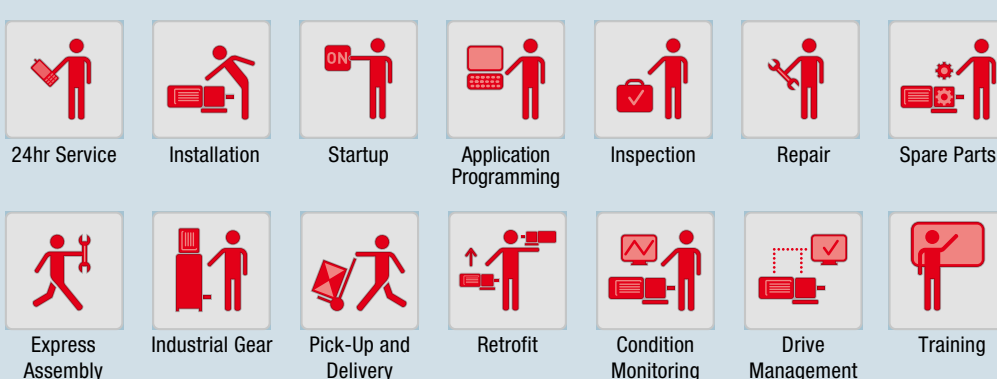 ON
24hr Service
Installation
Startup
Application
Programming
Inspection
Repair
Spare Parts
Express
Assembly
Industrial Gear
Pick-Up and
Delivery
Retrofit
Condition
Monitoring
Drive
Management
Training